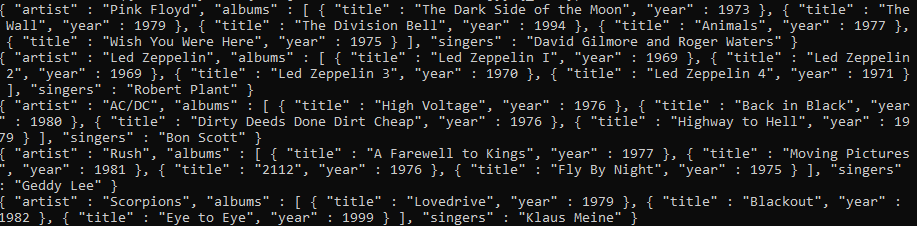 { "artist" : "Pink Floyd", "albums" : [ { "title" : "The Dark Side of the Moon", "year" : 1973 }, { "title" : "The
Wall", "year" : 1979 }, { "title" : "The Division Bell", "year" : 1994 }, { "title" : "Animals", "year" : 1977 },
{ "title" : "Wish You Were Here", "year" : 1975 } ], "singers" : "David Gilmore and Roger Waters" }
{ "artist" : "Led Zeppelin", "albums" : [ { "title" : "Led Zeppelin I", "year" : 1969 }, { "title" : "Led Zeppelin
2", "year" : 1969 }, { "title" : "Led Zeppelin 3", "year" : 1970 }, { "title" : "Led Zeppelin 4", "year" : 1971 }
], "singers" : "Robert Plant" }
{ "artist" : "AC/DC", "albums" : [ { "title" : "High Voltage", "year" : 1976 }, { "title" : "Back in Black", "year
" : 1980 }, { "title" : "Dirty Deeds Done Dirt Cheap", "year" : 1976 }, { "title" : "Highway to Hell", "year" : 19
79 } ], "singers" : "Bon Scott" }
{ "artist" : "Rush", "albums" : [ { "title" : "A Farewell to Kings", "year" : 1977 }, { "title" : "Moving Pictures
", "year" : 1981 }, { "title" : "2112", "year" : 1976 }, { "title" : "Fly By Night", "year" : 1975 } ], "singers"
: "Geddy Lee" }
{ "artist" : "Scorpions", "albums" : [ { "title" : "Lovedrive", "year" : 1979 }, { "title" : "Blackout", "year" :
1982 }, { "title" : "Eye to Eye", "year" : 1999 } ], "singers" : "Klaus Meine" }